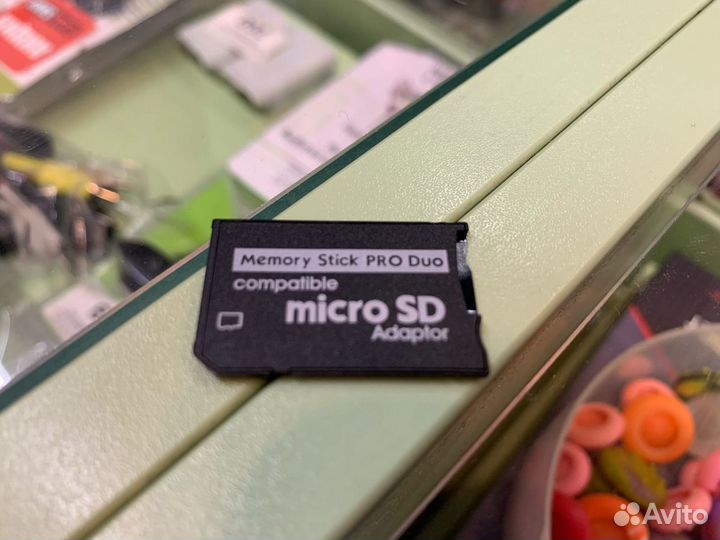 Memory Stick PRO Duo
compatible
micro SD
Adaptor
Avito